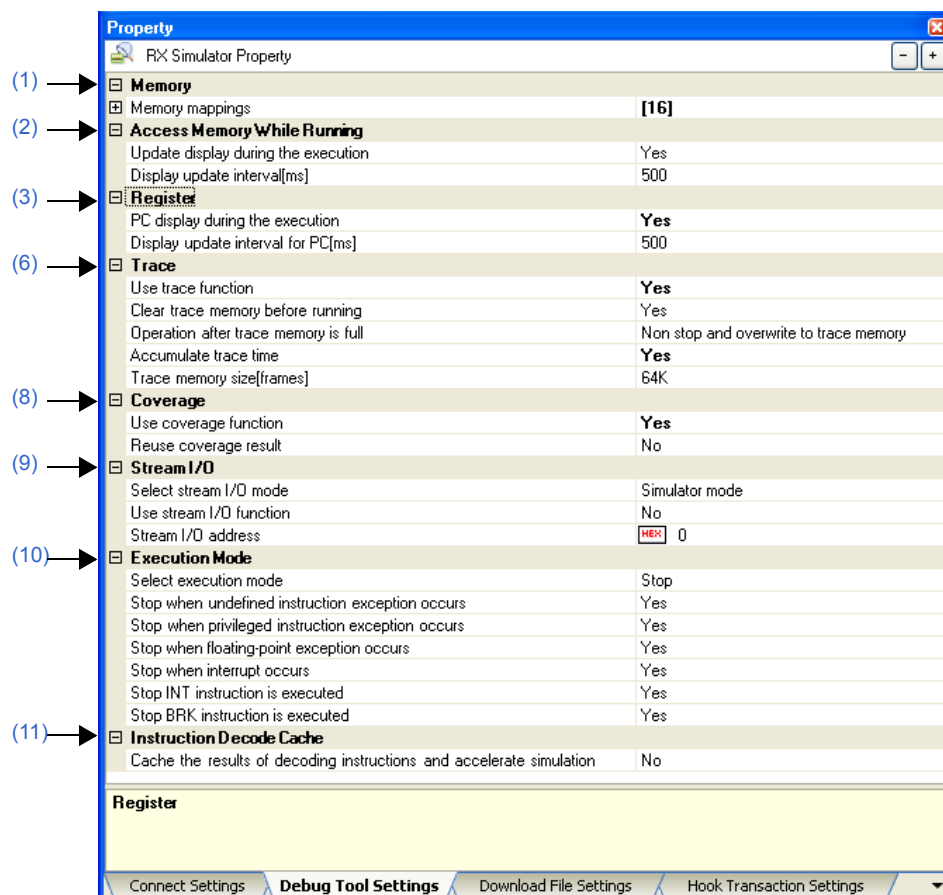 Property
RX Simulator Property
- +
(1) Memory
Memory mappings [16]
(2) Access Memory While Running
Update display during the execution Yes
Display update interval[ms] 500
(3) Register
PC display during the execution Yes
Display update interval for PC[ms] 500
(6) Trace
Use trace function Yes
Clear trace memory before running Yes
Operation after trace memory is full Non stop and overwrite to trace memory
Accumulate trace time Yes
Trace memory size[frames] 64K
(8) Coverage
Use coverage function Yes
Reuse coverage result No
(9) Stream I/O
Select stream I/O mode Simulator mode
Use stream I/O function No
Stream I/O address HEX 0
(10) Execution Mode
Select execution mode Stop
Stop when undefined instruction exception occurs Yes
Stop when privileged instruction exception occurs Yes
Stop when floating-point exception occurs Yes
Stop when interrupt occurs Yes
Stop INT instruction is executed Yes
Stop BRK instruction is executed Yes
(11) Instruction Decode Cache
Cache the results of decoding instructions and accelerate simulation No
Register
Connect Settings Debug Tool Settings Download File Settings Hook Transaction Settings